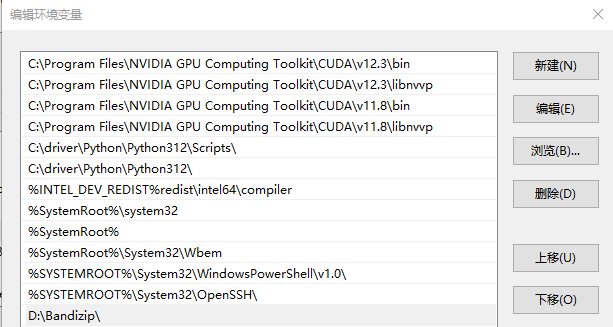 编辑环境变量
C:\Program Files\NVIDIA GPU Computing Toolkit\CUDA\v12.3\bin
新建(N)
C:\Program Files\NVIDIA GPU Computing Toolkit\CUDA\v12.3\libnvvp
C:\Program Files\NVIDIA GPU Computing Toolkit\CUDA\v11.8\bin
编辑(E)
C:\Program Files\NVIDIA GPU Computing Toolkit\CUDA\v11.8\libnvvp
C:\driver\Python\Python312\Scripts\
浏览(B)...
C:\driver\Python\Python312\
%INTEL_DEV_REDIST%redist\intel64\compiler
删除(D)
%SystemRoot%\system32
%SystemRoot%
%SystemRoot%\System32\Wbem
上移(U)
%SYSTEMROOT%\System32\WindowsPowerShell\v1.0\
%SYSTEMROOT%\System32\OpenSSH\
下移(O)
D:\Bandizip\